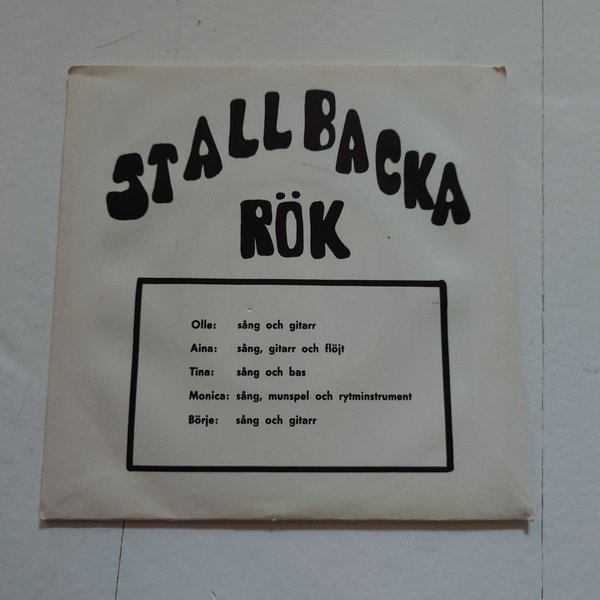 STALLBACKA
RÖK
Olle: sång och gitarr
Aina: sång, gitarr och flöjt
Tina: sång och bas
Monica: sång, munspel och rytminstrument
Börje: sång och gitarr